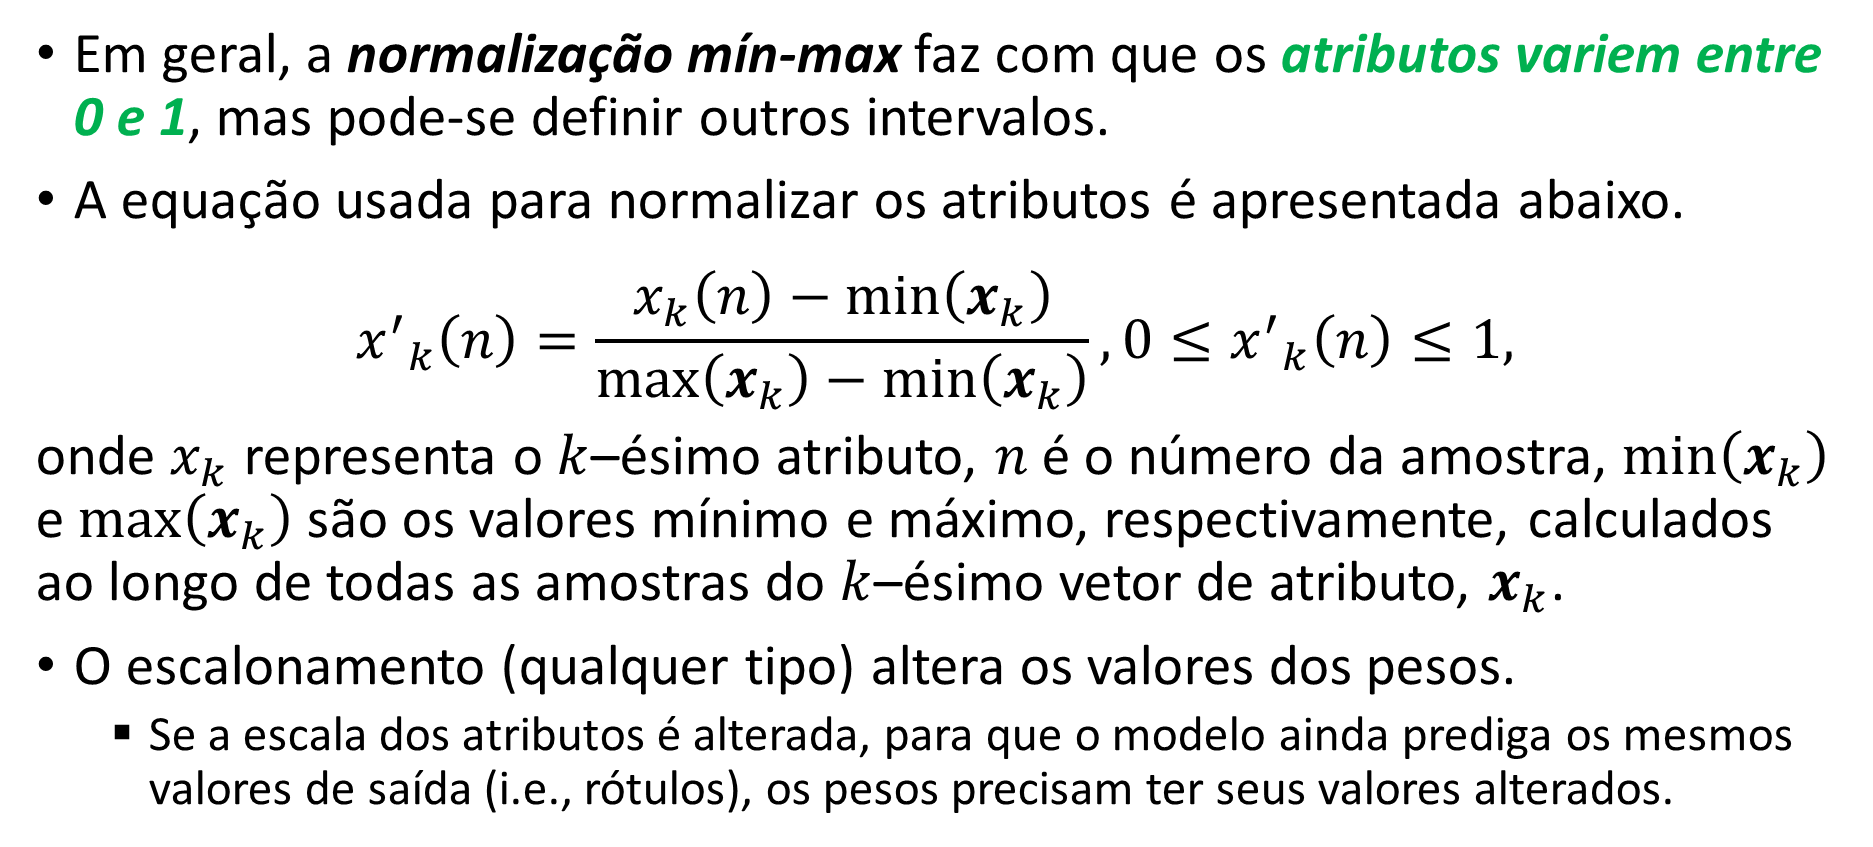 • Em geral, a normalização mín-max faz com que os atributos variem entre
0 e 1, mas pode-se definir outros intervalos.
• A equação usada para normalizar os atributos é apresentada abaixo.
x′ₖ(n) = (xₖ(n) − min(𝒙ₖ)) / (max(𝒙ₖ) − min(𝒙ₖ)), 0 ≤ x′ₖ(n) ≤ 1,
onde xₖ representa o k–ésimo atributo, n é o número da amostra, min(𝒙ₖ)
e max(𝒙ₖ) são os valores mínimo e máximo, respectivamente, calculados
ao longo de todas as amostras do k–ésimo vetor de atributo, 𝒙ₖ.
• O escalonamento (qualquer tipo) altera os valores dos pesos.
▪ Se a escala dos atributos é alterada, para que o modelo ainda prediga os mesmos
valores de saída (i.e., rótulos), os pesos precisam ter seus valores alterados.